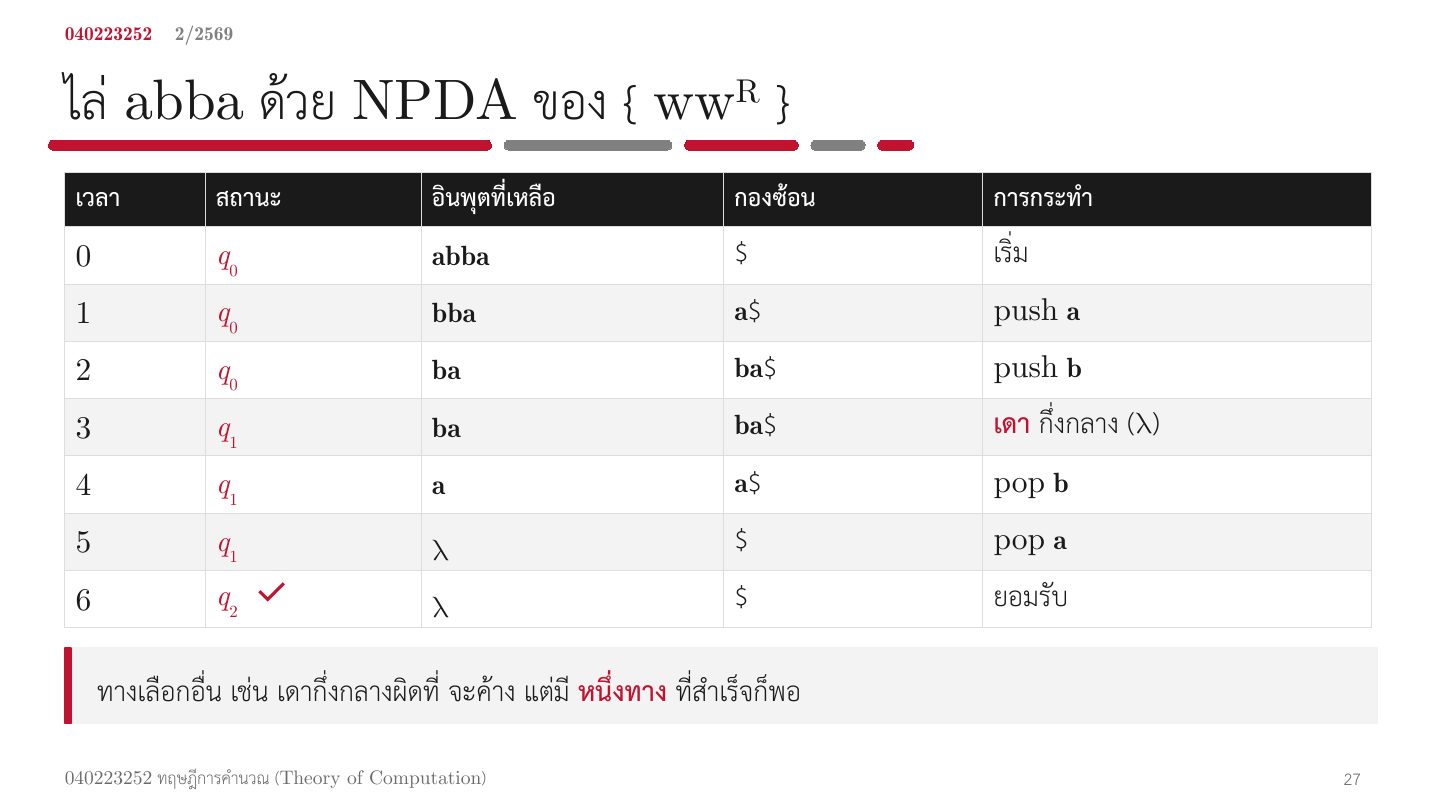 040223252 2/2569
ไล่ abba ด้วย NPDA ของ { wwᴿ }
เวลา สถานะ อินพุตที่เหลือ กองซ้อน การกระทำ
0 q₀ abba $ เริ่ม
1 q₀ bba a$ push a
2 q₀ ba ba$ push b
3 q₁ ba ba$ เดา กึ่งกลาง (λ)
4 q₁ a a$ pop b
5 q₁ λ $ pop a
6 q₂ ✓ λ $ ยอมรับ
ทางเลือกอื่น เช่น เดากึ่งกลางผิดที่ จะค้าง แต่มี หนึ่งทาง ที่สำเร็จก็พอ
040223252 ทฤษฎีการคำนวณ (Theory of Computation) 27